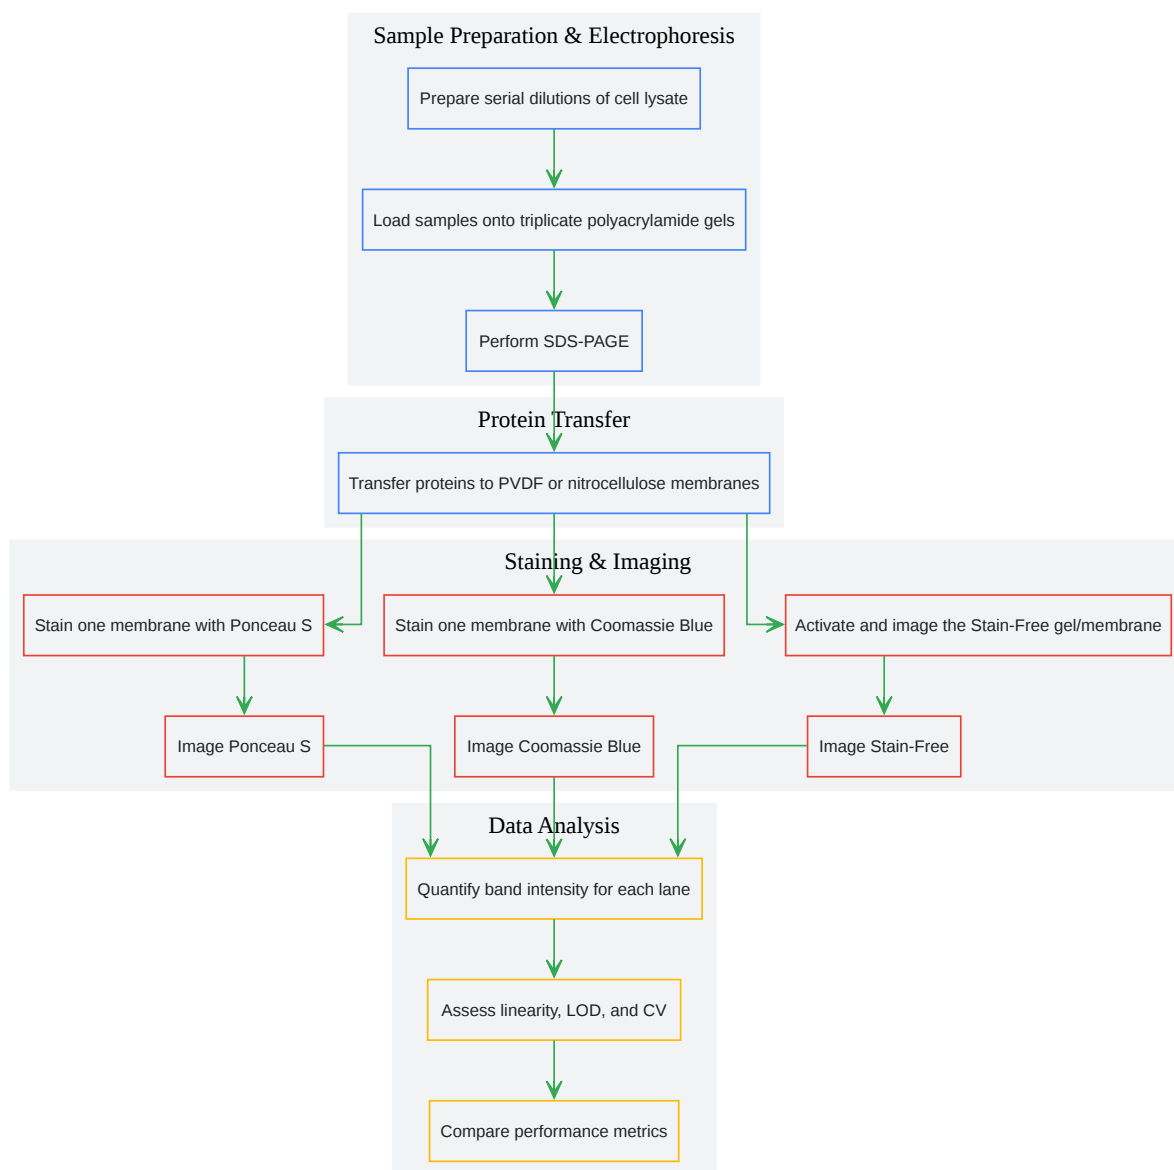 Sample Preparation & Electrophoresis
Prepare serial dilutions of cell lysate
Load samples onto triplicate polyacrylamide gels
Perform SDS-PAGE
Protein Transfer
Transfer proteins to PVDF or nitrocellulose membranes
Staining & Imaging
Stain one membrane with Ponceau S
Stain one membrane with Coomassie Blue
Activate and image the Stain-Free gel/membrane
Image Ponceau S
Image Coomassie Blue
Image Stain-Free
Data Analysis
Quantify band intensity for each lane
Assess linearity, LOD, and CV
Compare performance metrics